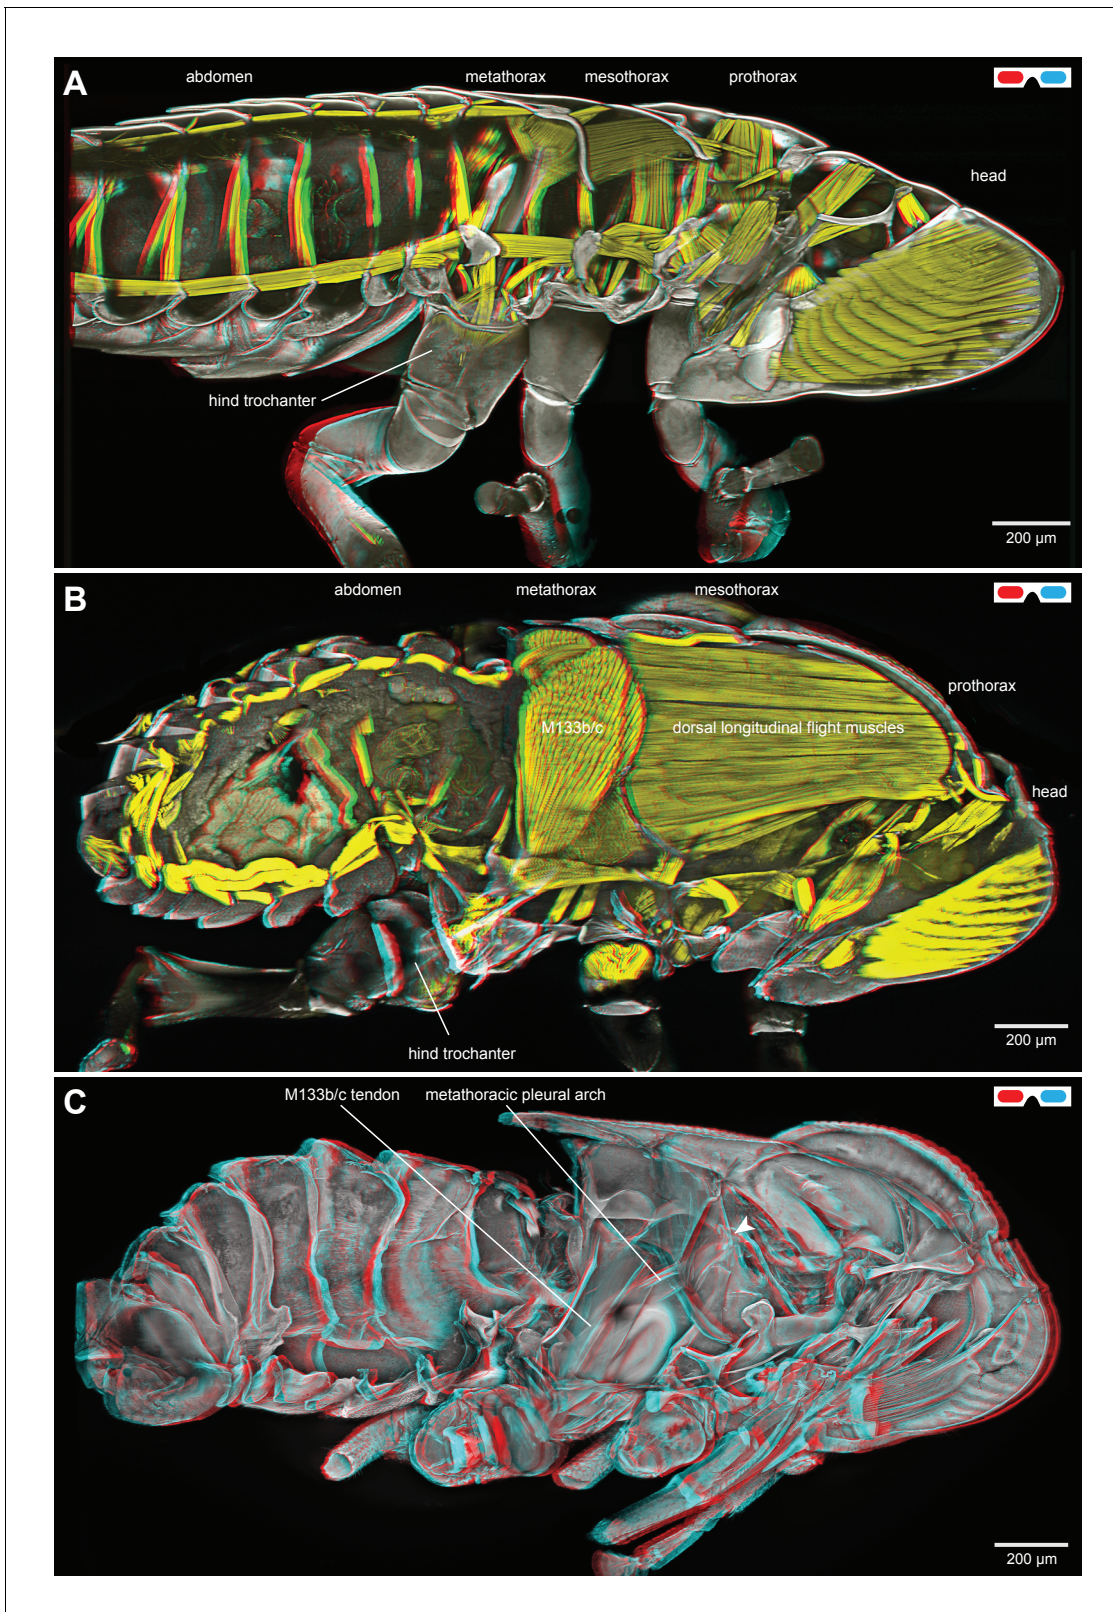 A
abdomen
metathorax
mesothorax
prothorax
head
hind trochanter
200 µm
B
abdomen
metathorax
mesothorax
prothorax
M133b/c
dorsal longitudinal flight muscles
head
200 µm
hind trochanter
C
M133b/c tendon
metathoracic pleural arch
200 µm